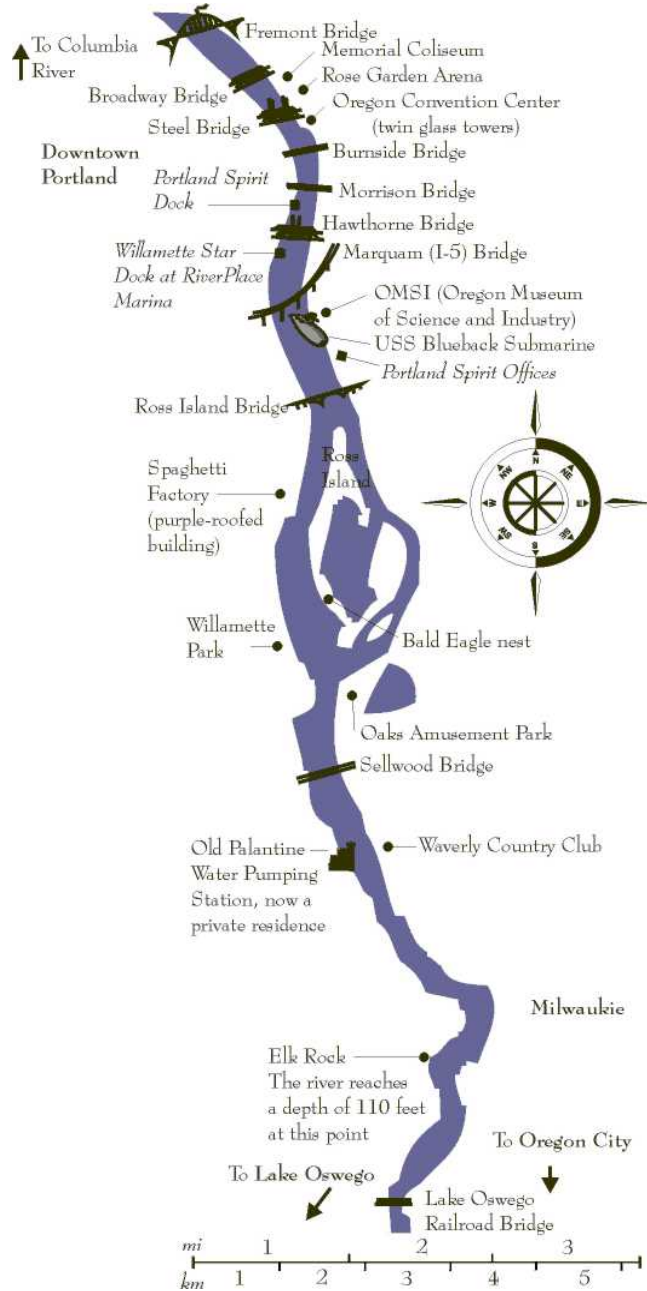 Fremont Bridge
To Columbia
River
Memorial Coliseum
Rose Garden Arena
Broadway Bridge
Oregon Convention Center
(twin glass towers)
Steel Bridge
Downtown
Portland
Burnside Bridge
Portland Spirit
Dock
Morrison Bridge
Hawthorne Bridge
Willamette Star
Dock at RiverPlace
Marina
Marquam (I-5) Bridge
OMSI (Oregon Museum
of Science and Industry)
USS Blueback Submarine
Portland Spirit Offices
Ross Island Bridge
Ross
Island
Spaghetti
Factory
(purple-roofed
building)
N
NE
E
SE
S
SW
W
NW
Willamette
Park
Bald Eagle nest
Oaks Amusement Park
Sellwood Bridge
Old Palantine
Water Pumping
Station, now a
private residence
Waverly Country Club
Milwaukie
Elk Rock
The river reaches
a depth of 110 feet
at this point
To Oregon City
To Lake Oswego
Lake Oswego
Railroad Bridge
mi 1 2 3
km 1 2 3 4 5